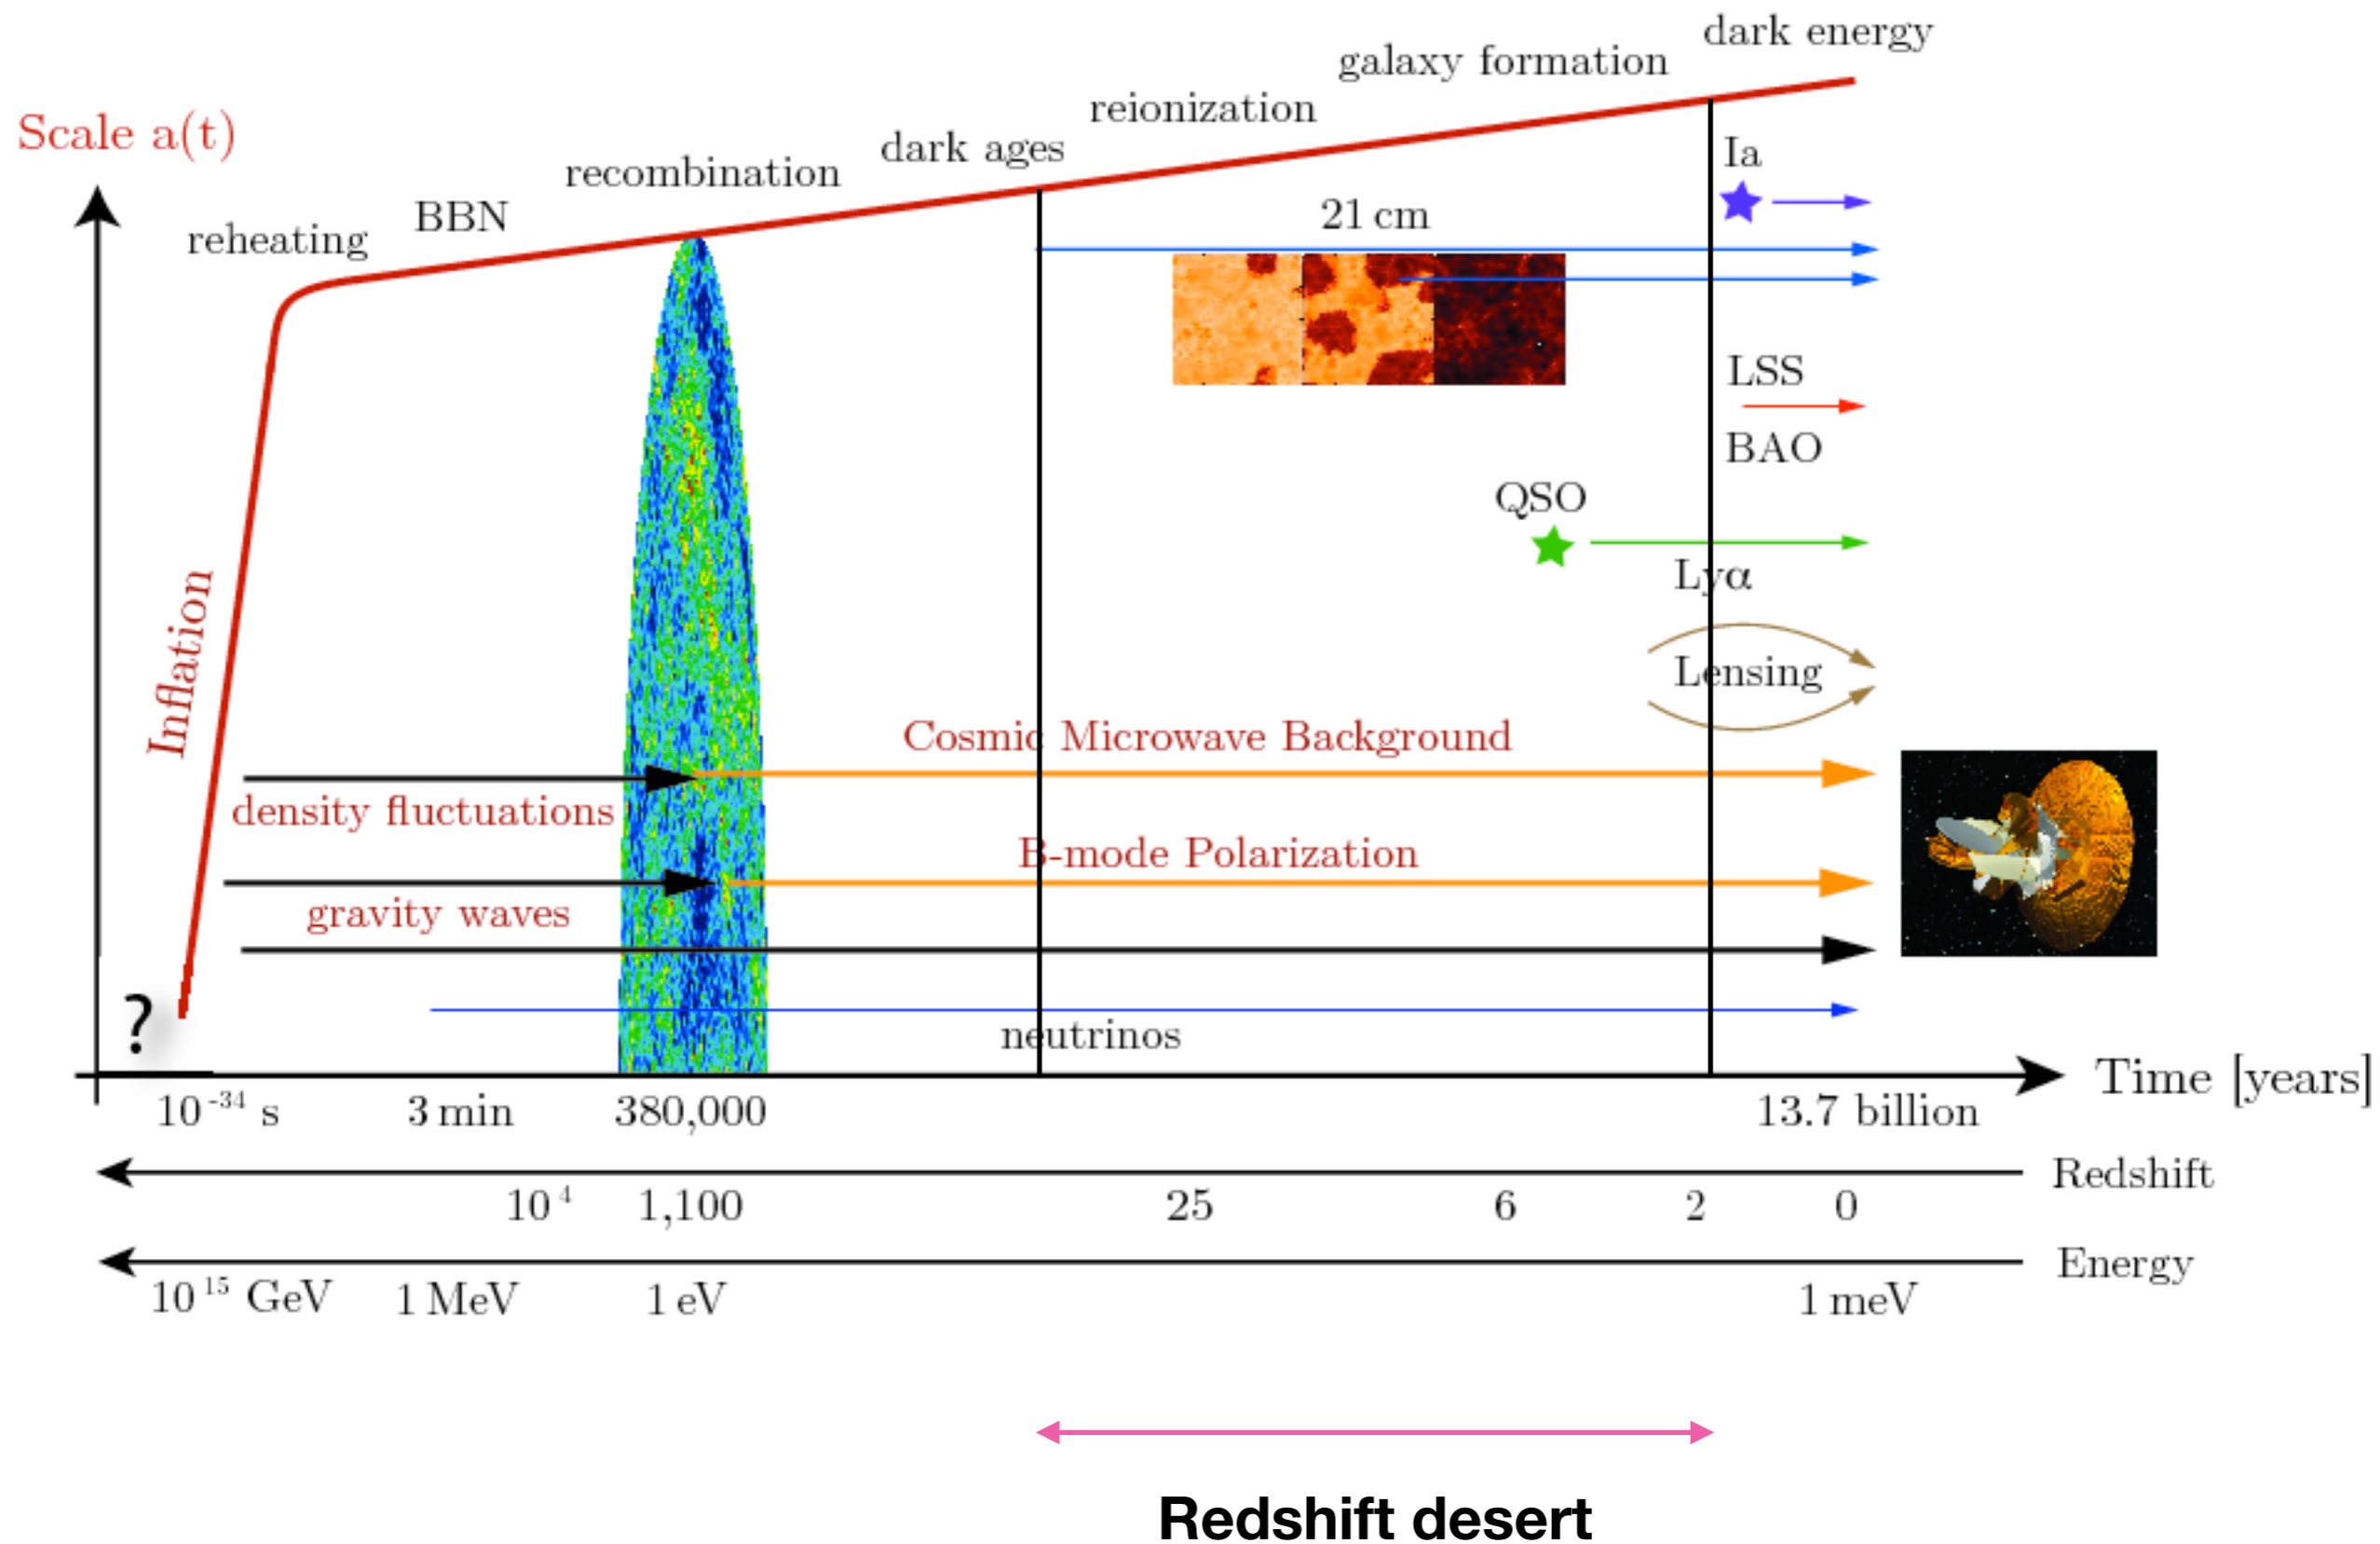 dark energy
galaxy formation
reionization
Scale a(t)
dark ages
recombination
Ia
BBN
21 cm
reheating
LSS
BAO
QSO
Lyα
Inflation
Lensing
Cosmic Microwave Background
density fluctuations
B-mode Polarization
gravity waves
?
neutrinos
Time [years]
10⁻³⁴ s 3 min 380,000 13.7 billion
Redshift
10⁴ 1,100 25 6 2 0
Energy
10¹⁵ GeV 1 MeV 1 eV 1 meV
Redshift desert